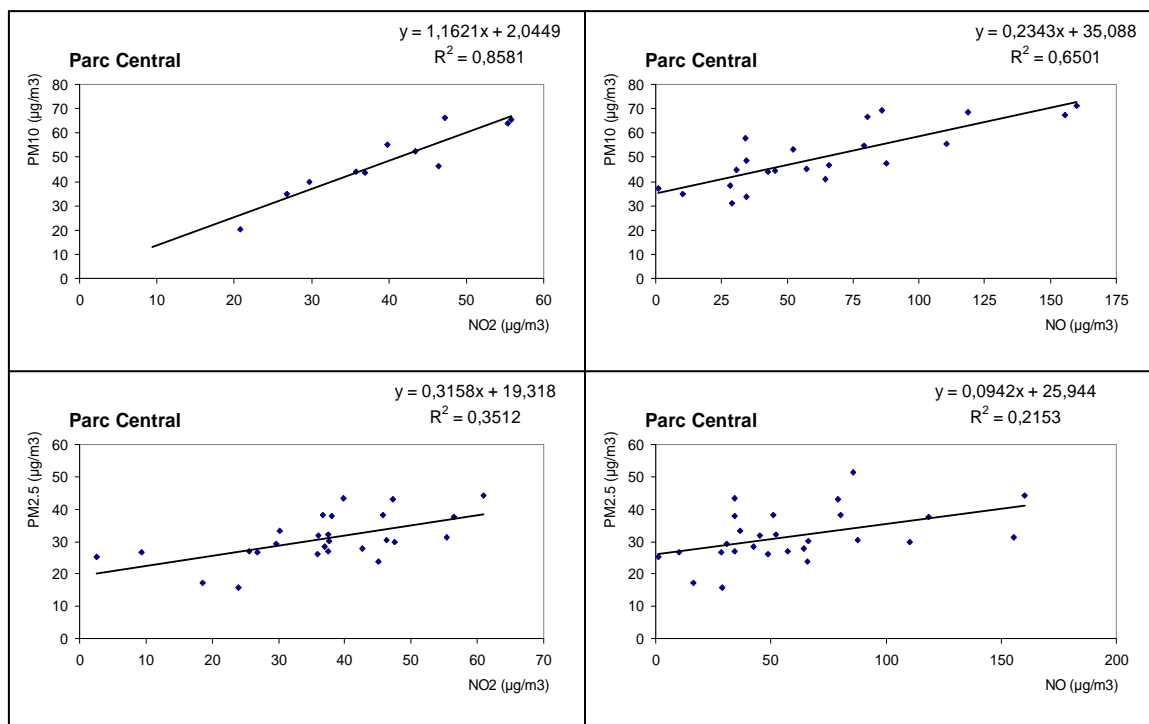 y = 1,1621x + 2,0449
R² = 0,8581
Parc Central
PM10 (µg/m3)
80
70
60
50
40
30
20
10
0
0 10 20 30 40 50 60
NO2 (µg/m3)
y = 0,2343x + 35,088
R² = 0,6501
Parc Central
PM10 (µg/m3)
80
70
60
50
40
30
20
10
0
0 25 50 75 100 125 150 175
NO (µg/m3)
y = 0,3158x + 19,318
R² = 0,3512
Parc Central
PM2.5 (µg/m3)
60
50
40
30
20
10
0
0 10 20 30 40 50 60 70
NO2 (µg/m3)
y = 0,0942x + 25,944
R² = 0,2153
Parc Central
PM2.5 (µg/m3)
60
50
40
30
20
10
0
0 50 100 150 200
NO (µg/m3)